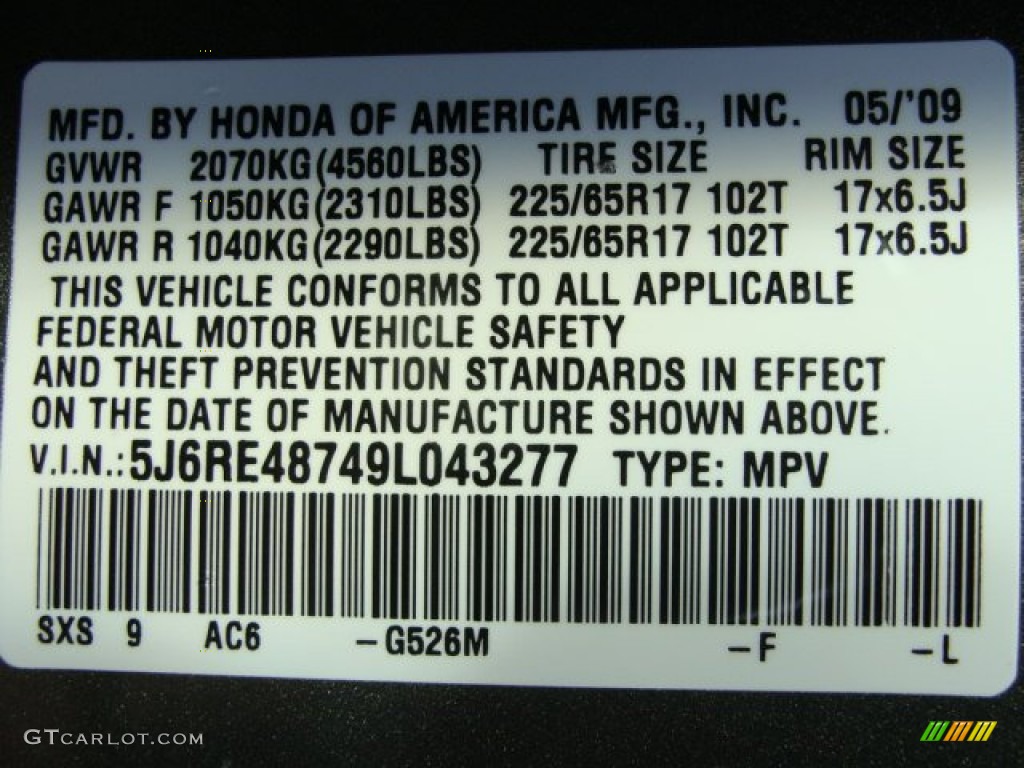 MFD. BY HONDA OF AMERICA MFG., INC. 05/'09
GVWR 2070KG(4560LBS) TIRE SIZE RIM SIZE
GAWR F 1050KG(2310LBS) 225/65R17 102T 17x6.5J
GAWR R 1040KG(2290LBS) 225/65R17 102T 17x6.5J
THIS VEHICLE CONFORMS TO ALL APPLICABLE
FEDERAL MOTOR VEHICLE SAFETY
AND THEFT PREVENTION STANDARDS IN EFFECT
ON THE DATE OF MANUFACTURE SHOWN ABOVE.
V.I.N.:5J6RE48749L043277 TYPE: MPV
SXS 9 AC6 –G526M –F –L
GTCARLOT.COM